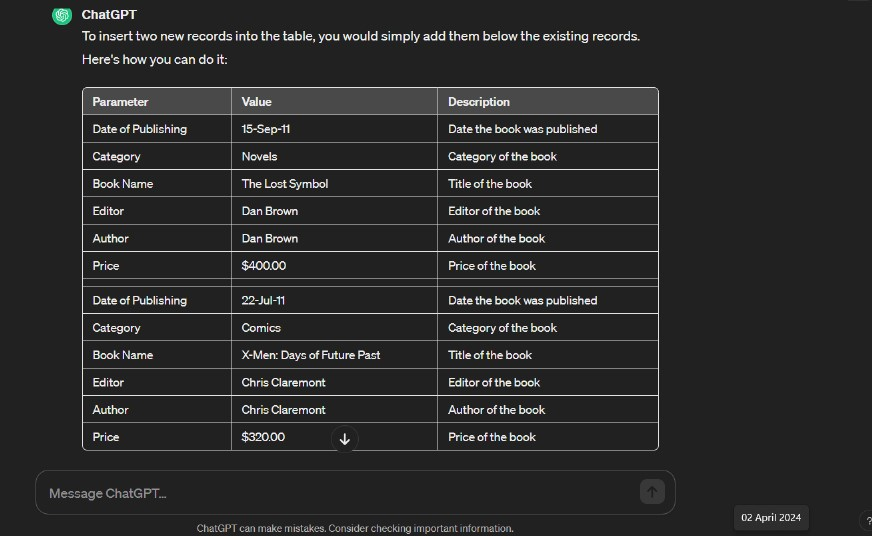 ChatGPT
To insert two new records into the table, you would simply add them below the existing records.
Here's how you can do it:
Parameter Value Description
Date of Publishing 15-Sep-11 Date the book was published
Category Novels Category of the book
Book Name The Lost Symbol Title of the book
Editor Dan Brown Editor of the book
Author Dan Brown Author of the book
Price $400.00 Price of the book
Date of Publishing 22-Jul-11 Date the book was published
Category Comics Category of the book
Book Name X-Men: Days of Future Past Title of the book
Editor Chris Claremont Editor of the book
Author Chris Claremont Author of the book
Price $320.00 Price of the book
Message ChatGPT...
02 April 2024
?
ChatGPT can make mistakes. Consider checking important information.